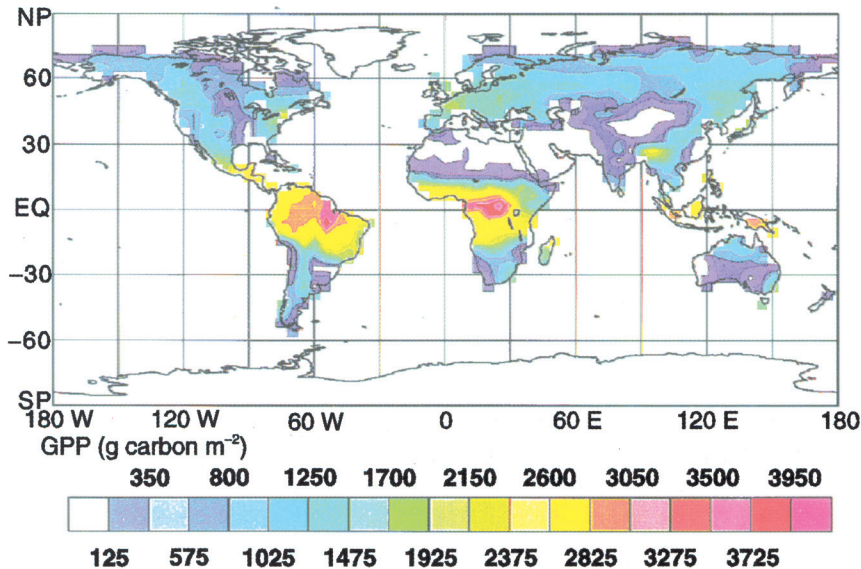 NP
60
30
EQ
−30
−60
SP
180 W 120 W 60 W 0 60 E 120 E 180
GPP (g carbon m⁻²)
350 800 1250 1700 2150 2600 3050 3500 3950
125 575 1025 1475 1925 2375 2825 3275 3725